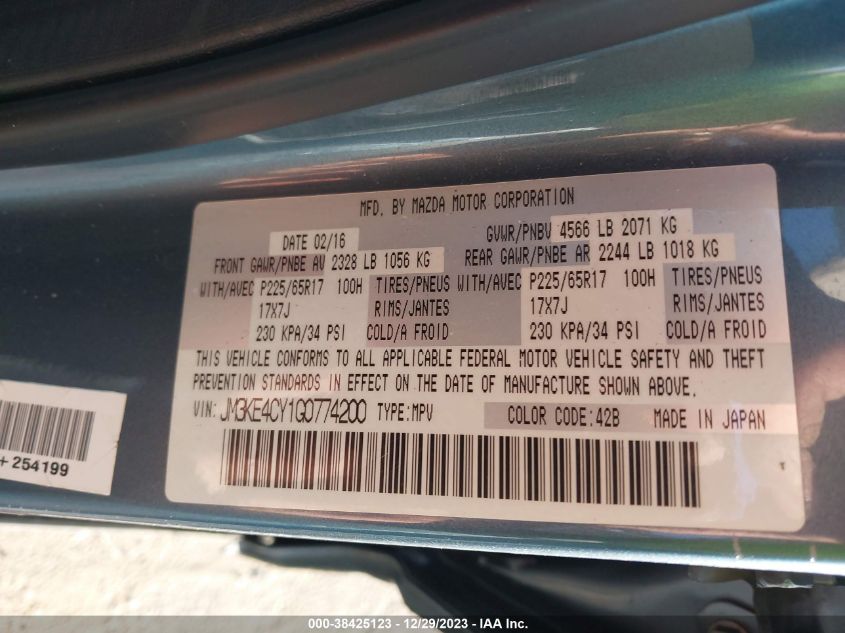 MFD. BY MAZDA MOTOR CORPORATION
DATE 02/16 GVWR/PNBV 4566 LB 2071 KG
FRONT GAWR/PNBE AV 2328 LB 1056 KG REAR GAWR/PNBE AR 2244 LB 1018 KG
WITH/AVEC P225/65R17 100H TIRES/PNEUS WITH/AVEC P225/65R17 100H TIRES/PNEUS
17X7J RIMS/JANTES 17X7J RIMS/JANTES
230 KPA/34 PSI COLD/A FROID 230 KPA/34 PSI COLD/A FROID
THIS VEHICLE CONFORMS TO ALL APPLICABLE FEDERAL MOTOR VEHICLE SAFETY AND THEFT
PREVENTION STANDARDS IN EFFECT ON THE DATE OF MANUFACTURE SHOWN ABOVE.
VIN: JM3KE4CY1G0774200 TYPE:MPV COLOR CODE:42B MADE IN JAPAN
+ 254199
000-38425123 - 12/29/2023 - IAA Inc.